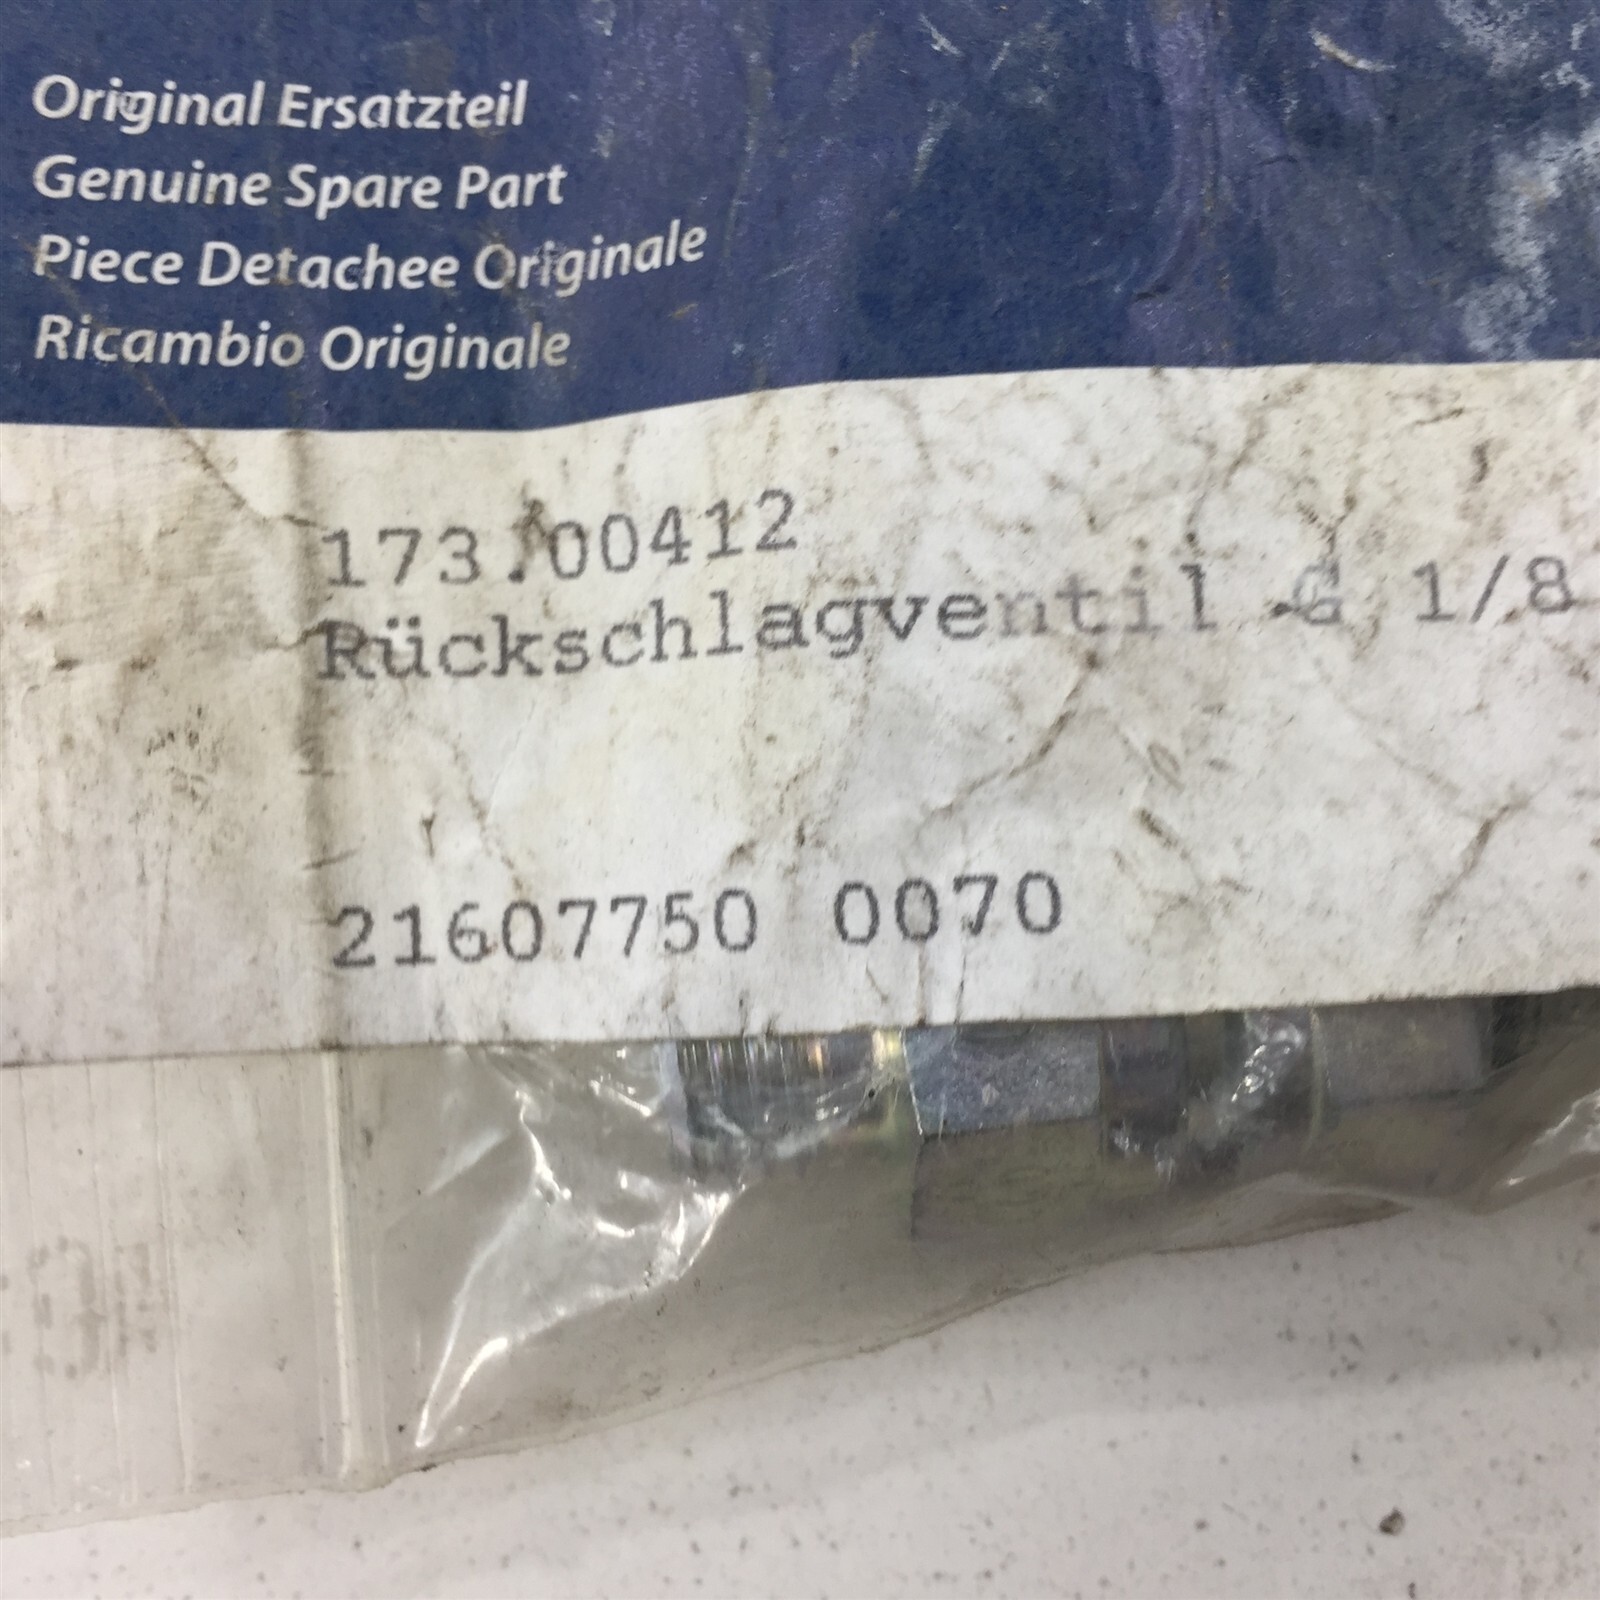 Original Ersatzteil
Genuine Spare Part
Piece Detachee Originale
Ricambio Originale
173.00412
Rückschlagventil G 1/8
21607750 0070